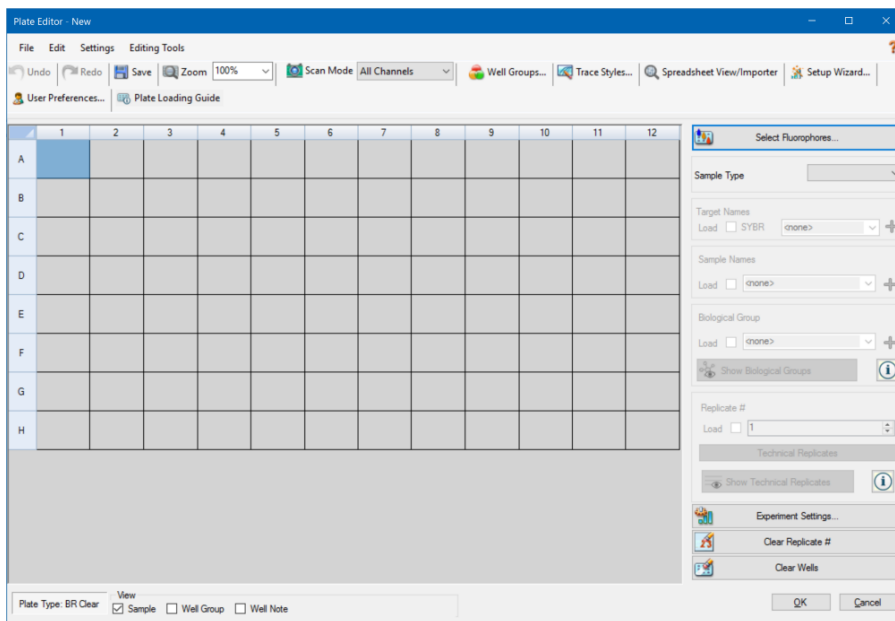 Plate Editor - New
File Edit Settings Editing Tools
Undo Redo Save Zoom 100% Scan Mode All Channels Well Groups... Trace Styles... Spreadsheet View/Importer Setup Wizard...
User Preferences... Plate Loading Guide
1 2 3 4 5 6 7 8 9 10 11 12
Select Fluorophores...
A
Sample Type
B
Target Names
Load SYBR <none>
C
Sample Names
D
Load <none>
E
Biological Group
Load <none>
F
Show Biological Groups
G
Replicate #
H
Load 1
Technical Replicates
Show Technical Replicates
Experiment Settings...
Clear Replicate #
Clear Wells
Plate Type: BR Clear
View
Sample Well Group Well Note
OK Cancel